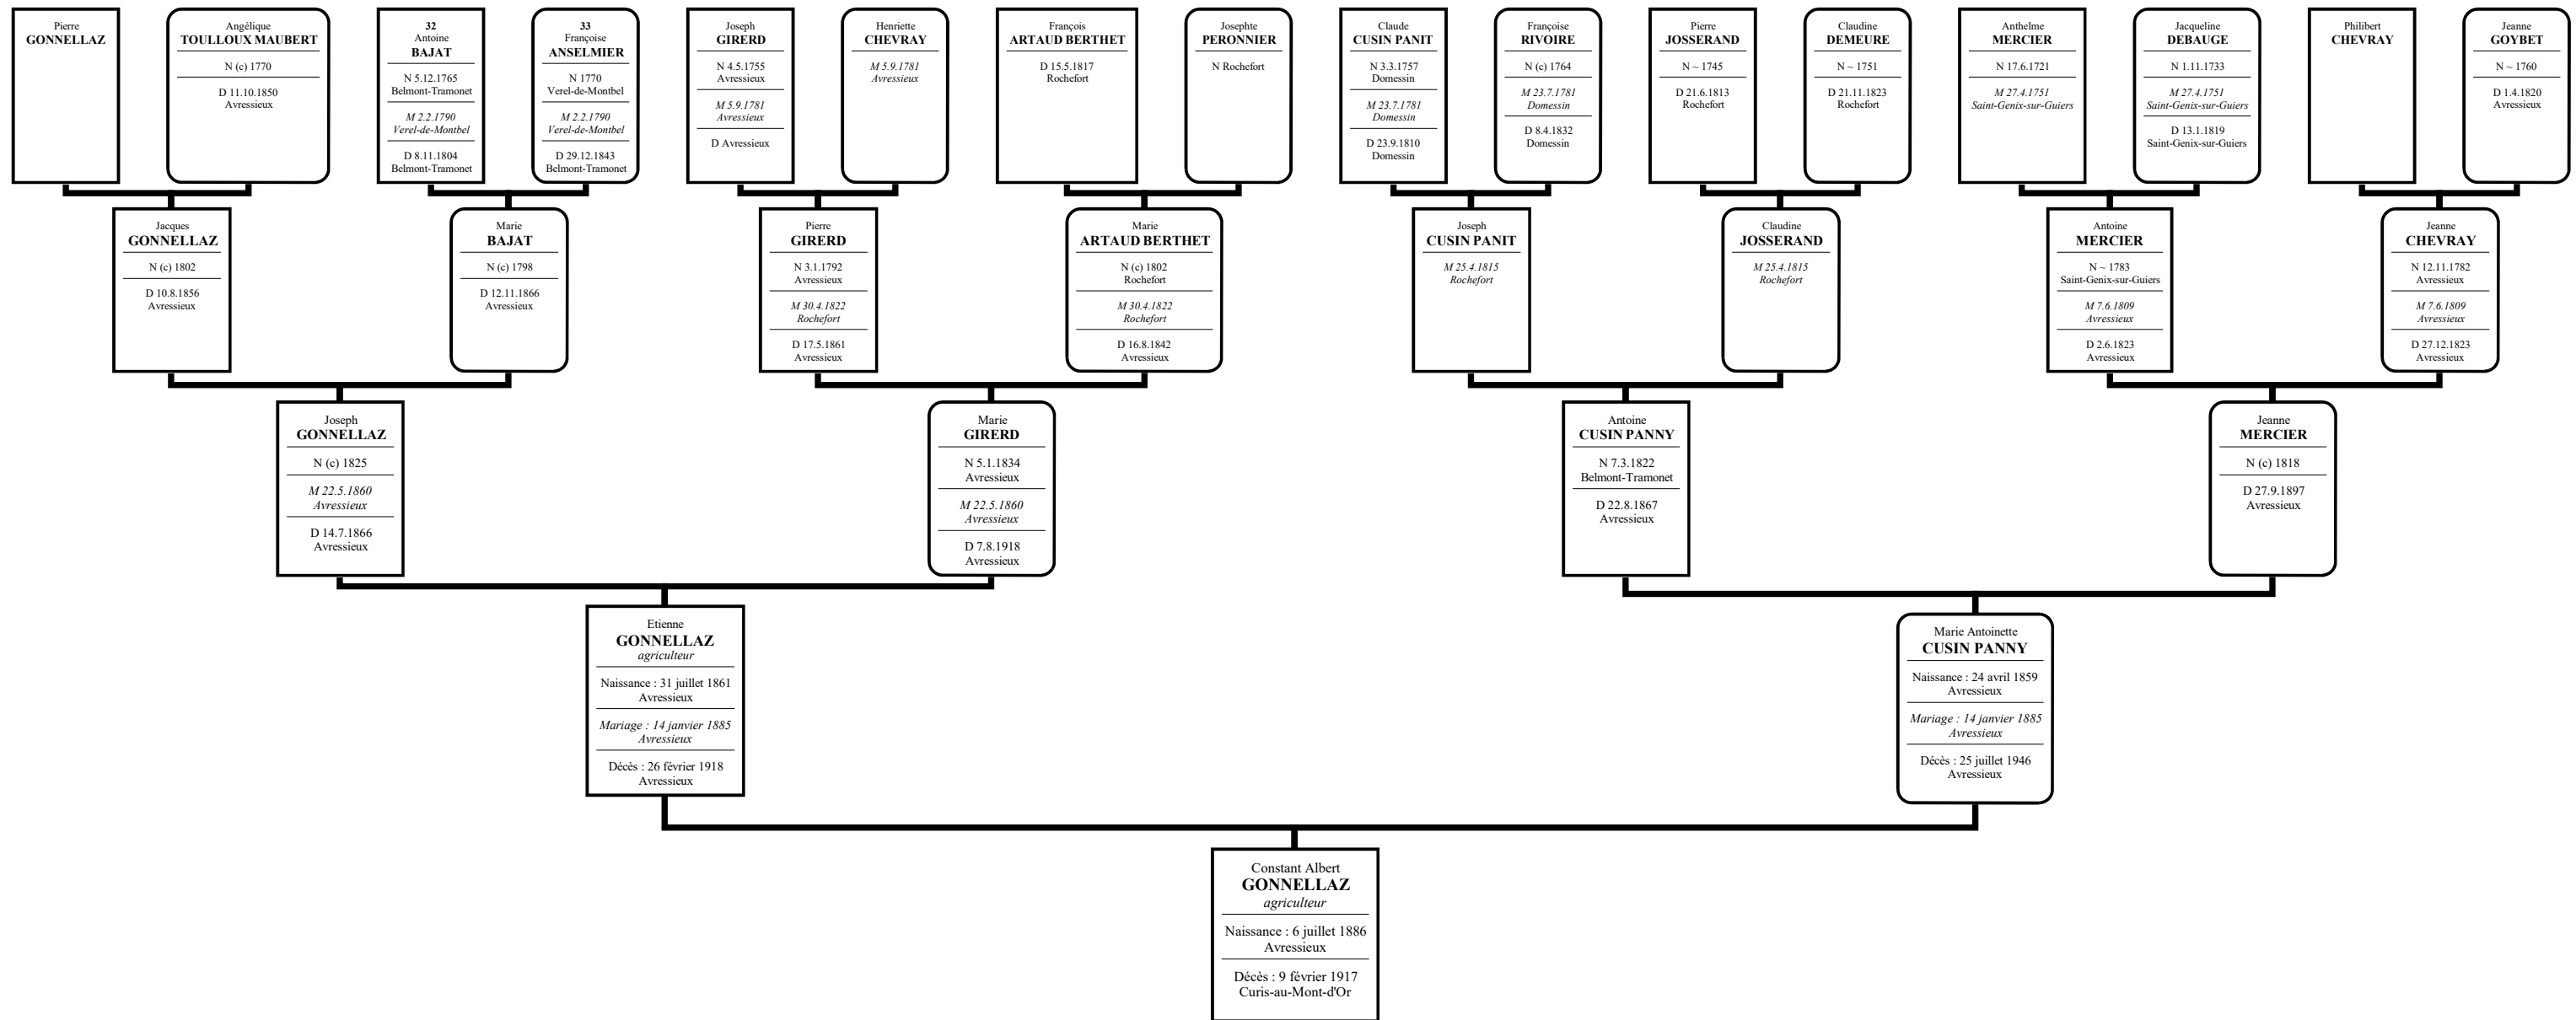 Pierre
GONNELLAZ
Angélique
TOULLOUX MAUBERT
N (c) 1770
D 11.10.1850
Avressieux
32
Antoine
BAJAT
N 5.12.1765
Belmont-Tramonet
M 2.2.1790
Verel-de-Montbel
D 8.11.1804
Belmont-Tramonet
33
Françoise
ANSELMIER
N 1770
Verel-de-Montbel
M 2.2.1790
Verel-de-Montbel
D 29.12.1843
Belmont-Tramonet
Joseph
GIRERD
N 4.5.1755
Avressieux
M 5.9.1781
Avressieux
D Avressieux
Henriette
CHEVRAY
M 5.9.1781
Avressieux
François
ARTAUD BERTHET
D 15.5.1817
Rochefort
Josephte
PERONNIER
N Rochefort
Claude
CUSIN PANIT
N 3.3.1757
Domessin
M 23.7.1781
Domessin
D 23.9.1810
Domessin
Françoise
RIVOIRE
N (c) 1764
M 23.7.1781
Domessin
D 8.4.1832
Domessin
Pierre
JOSSERAND
N ~ 1745
D 21.6.1813
Rochefort
Claudine
DEMEURE
N ~ 1751
D 21.11.1823
Rochefort
Anthelme
MERCIER
N 17.6.1721
M 27.4.1751
Saint-Genix-sur-Guiers
Jacqueline
DEBAUGE
N 1.11.1733
M 27.4.1751
Saint-Genix-sur-Guiers
D 13.1.1819
Saint-Genix-sur-Guiers
Philibert
CHEVRAY
Jeanne
GOYBET
N ~ 1760
D 1.4.1820
Avressieux
Jacques
GONNELLAZ
N (c) 1802
D 10.8.1856
Avressieux
Marie
BAJAT
N (c) 1798
D 12.11.1866
Avressieux
Pierre
GIRERD
N 3.1.1792
Avressieux
M 30.4.1822
Rochefort
D 17.5.1861
Avressieux
Marie
ARTAUD BERTHET
N (c) 1802
Rochefort
M 30.4.1822
Rochefort
D 16.8.1842
Avressieux
Joseph
CUSIN PANIT
M 25.4.1815
Rochefort
Claudine
JOSSERAND
M 25.4.1815
Rochefort
Antoine
MERCIER
N ~ 1783
Saint-Genix-sur-Guiers
M 7.6.1809
Avressieux
D 2.6.1823
Avressieux
Jeanne
CHEVRAY
N 12.11.1782
Avressieux
M 7.6.1809
Avressieux
D 27.12.1823
Avressieux
Joseph
GONNELLAZ
N (c) 1825
M 22.5.1860
Avressieux
D 14.7.1866
Avressieux
Marie
GIRERD
N 5.1.1834
Avressieux
M 22.5.1860
Avressieux
D 7.8.1918
Avressieux
Antoine
CUSIN PANNY
N 7.3.1822
Belmont-Tramonet
D 22.8.1867
Avressieux
Jeanne
MERCIER
N (c) 1818
D 27.9.1897
Avressieux
Etienne
GONNELLAZ
agriculteur
Naissance : 31 juillet 1861
Avressieux
Mariage : 14 janvier 1885
Avressieux
Décès : 26 février 1918
Avressieux
Marie Antoinette
CUSIN PANNY
Naissance : 24 avril 1859
Avressieux
Mariage : 14 janvier 1885
Avressieux
Décès : 25 juillet 1946
Avressieux
Constant Albert
GONNELLAZ
agriculteur
Naissance : 6 juillet 1886
Avressieux
Décès : 9 février 1917
Curis-au-Mont-d'Or